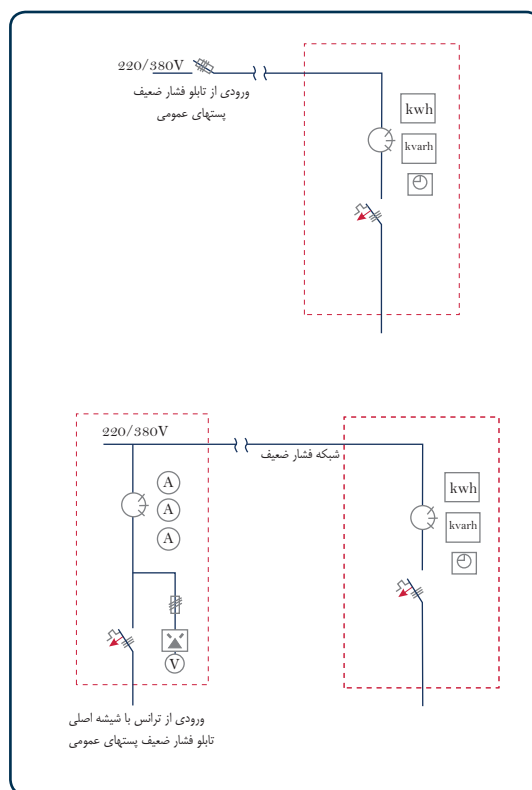 220/380V
ورودی از تابلو فشار ضعیف
پستهای عمومی
kwh
kvarh
220/380V
شبکه فشار ضعیف
A
A
A
kwh
kvarh
V
ورودی از ترانس با شیشه اصلی
تابلو فشار ضعیف پستهای عمومی